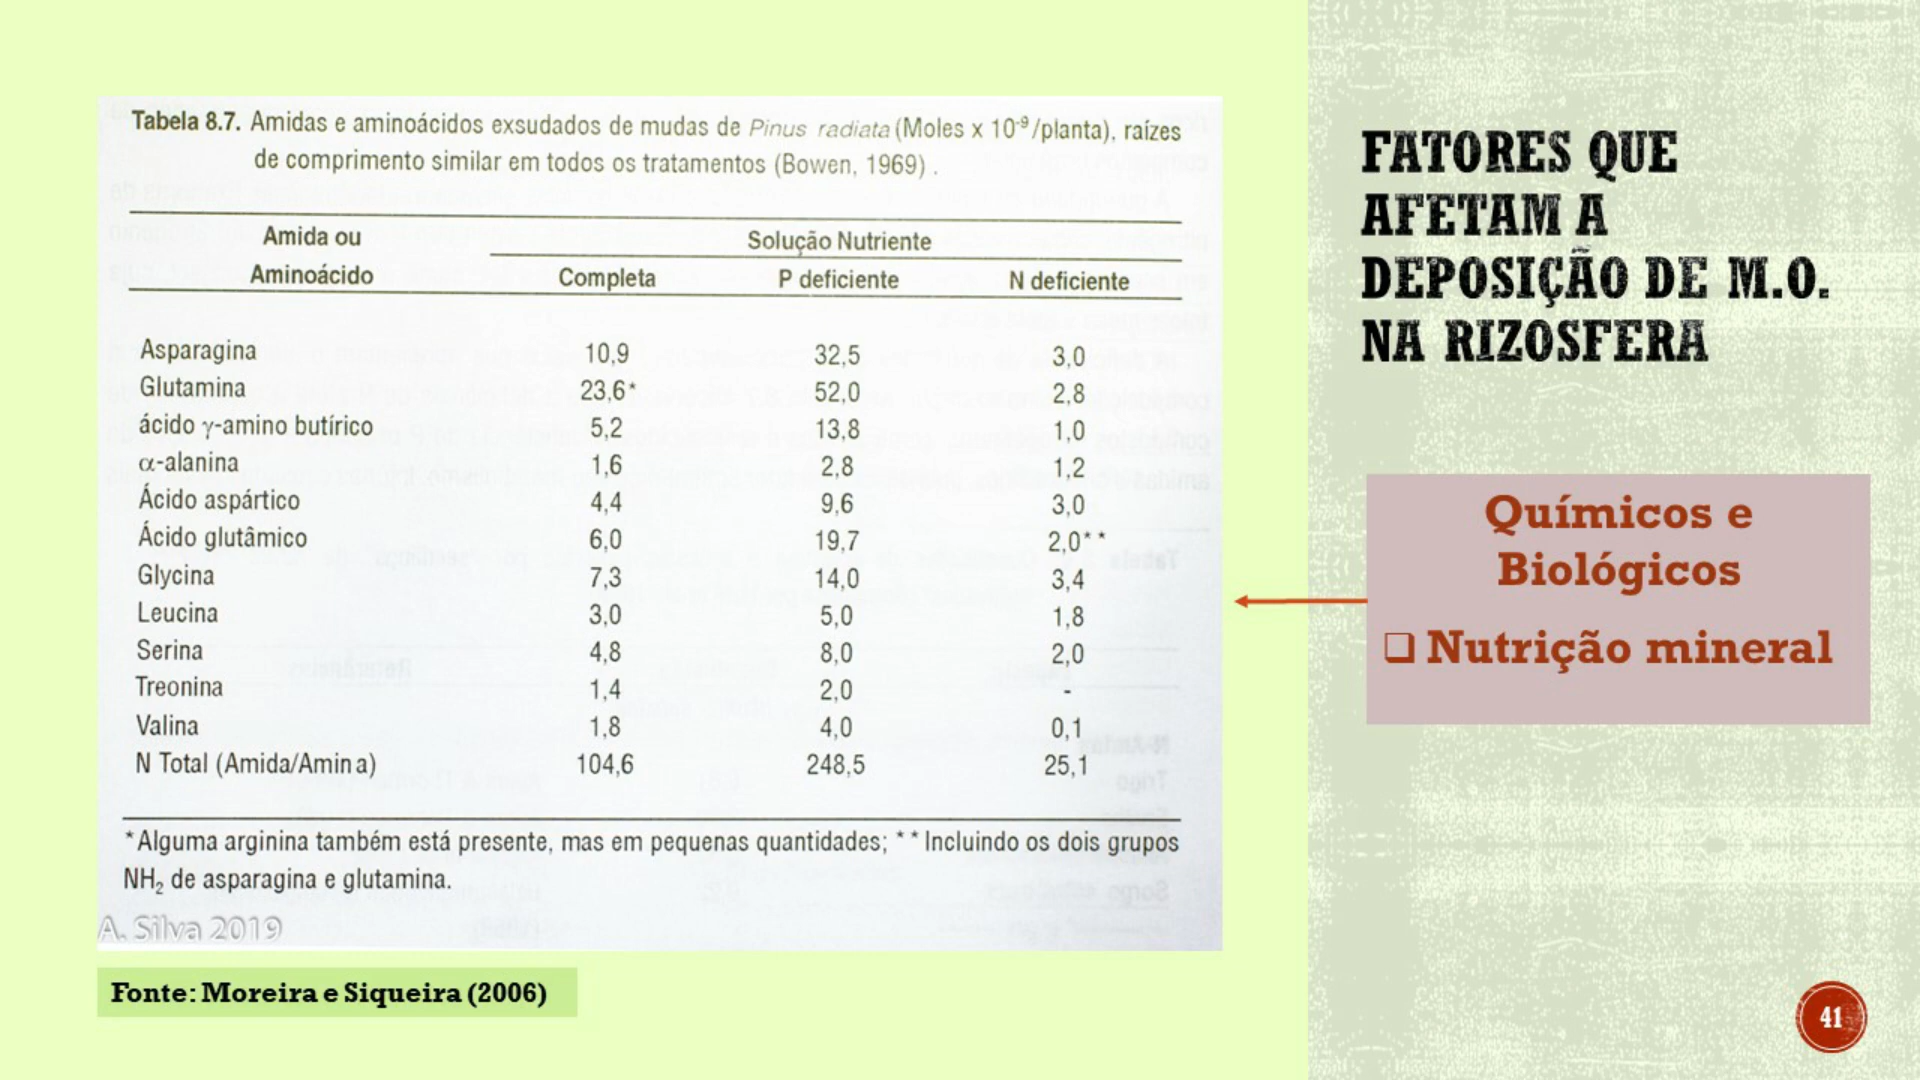 Tabela 8.7. Amidas e aminoácidos exsudados de mudas de Pinus radiata (Moles x 10⁻⁹/planta), raízes
de comprimento similar em todos os tratamentos (Bowen, 1969) .
Amida ou Solução Nutriente
Aminoácido Completa P deficiente N deficiente
Asparagina 10,9 32,5 3,0
Glutamina 23,6* 52,0 2,8
ácido γ-amino butírico 5,2 13,8 1,0
α-alanina 1,6 2,8 1,2
Ácido aspártico 4,4 9,6 3,0
Ácido glutâmico 6,0 19,7 2,0**
Glycina 7,3 14,0 3,4
Leucina 3,0 5,0 1,8
Serina 4,8 8,0 2,0
Treonina 1,4 2,0 -
Valina 1,8 4,0 0,1
N Total (Amida/Amina) 104,6 248,5 25,1
* Alguma arginina também está presente, mas em pequenas quantidades; ** Incluindo os dois grupos
NH₂ de asparagina e glutamina.
A. Silva 2019
Fonte: Moreira e Siqueira (2006)
FATORES QUE
AFETAM A
DEPOSIÇÃO DE M.O.
NA RIZOSFERA
Químicos e
Biológicos
❑ Nutrição mineral
41